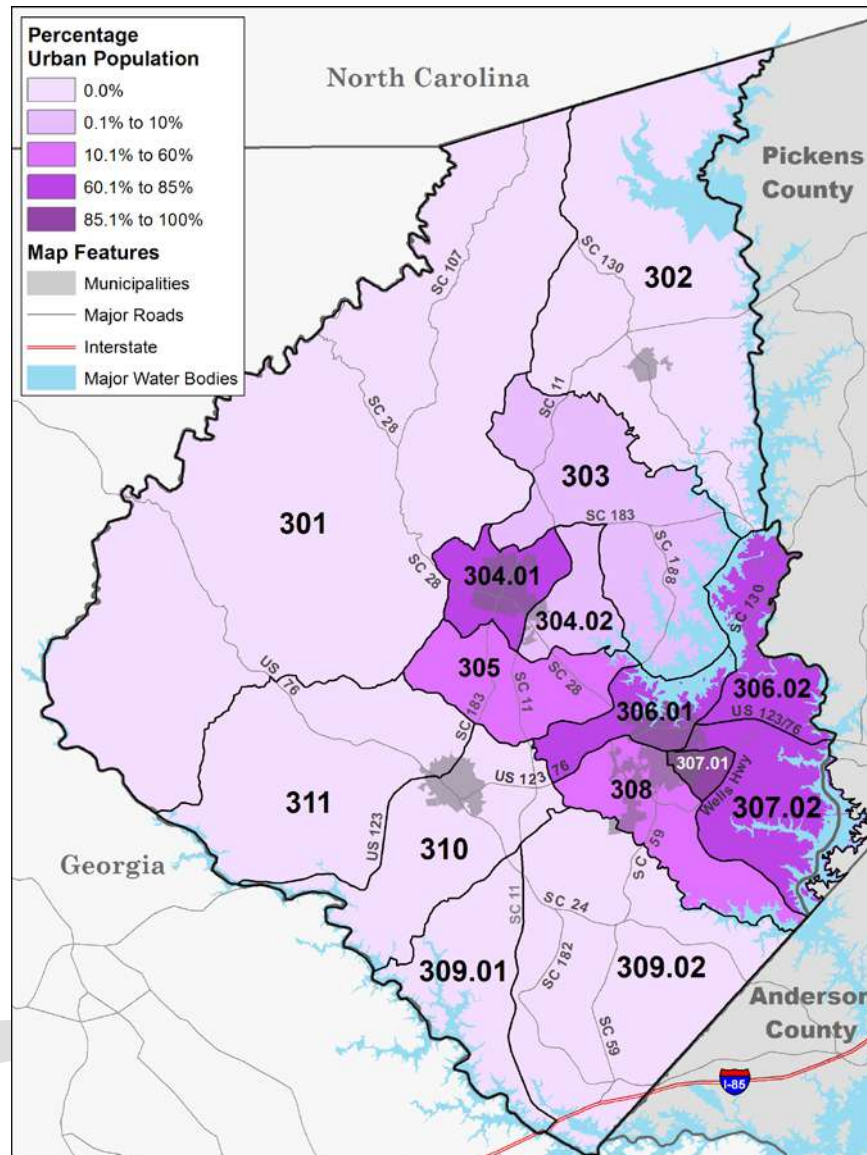 Percentage
Urban Population
0.0%
0.1% to 10%
10.1% to 60%
60.1% to 85%
85.1% to 100%
Map Features
Municipalities
Major Roads
Interstate
Major Water Bodies
North Carolina
Pickens
County
SC 107
SC 130
302
SC 28
SC 11
303
301
SC 183
SC 28
304.01
SC 188
304.02
SC 130
305
SC 28
US 76
SC 183
SC 11
306.01
306.02
US 123/76
307.01
US 123 76
308
Wells Hwy
307.02
311
US 123
310
SC 59
Georgia
SC 11
SC 24
309.01
SC 182
309.02
Anderson
County
SC 59
I-85